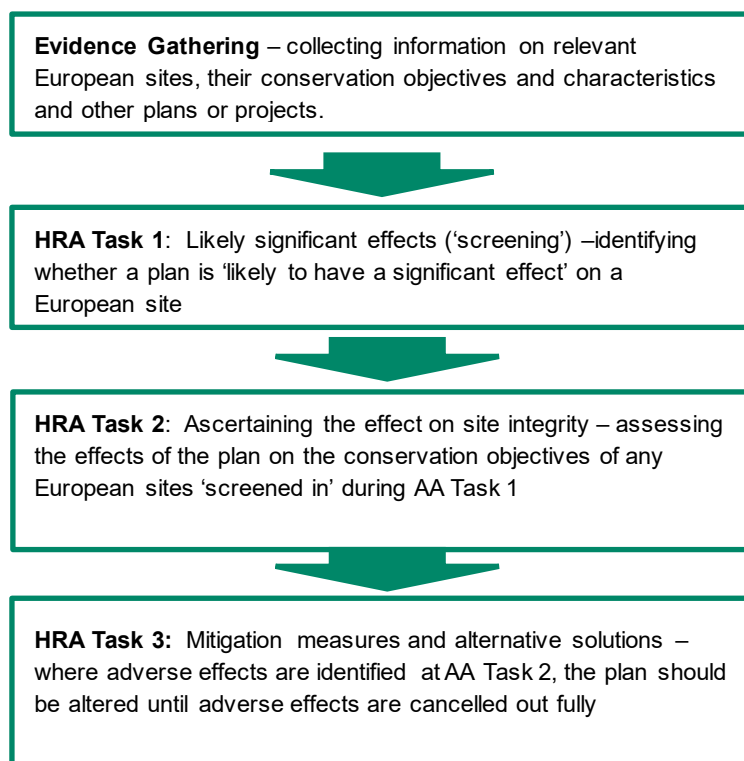 Evidence Gathering – collecting information on relevant
European sites, their conservation objectives and characteristics
and other plans or projects.
HRA Task 1: Likely significant effects (‘screening’) –identifying
whether a plan is ‘likely to have a significant effect’ on a
European site
HRA Task 2: Ascertaining the effect on site integrity – assessing
the effects of the plan on the conservation objectives of any
European sites ‘screened in’ during AA Task 1
HRA Task 3: Mitigation measures and alternative solutions –
where adverse effects are identified at AA Task 2, the plan should
be altered until adverse effects are cancelled out fully